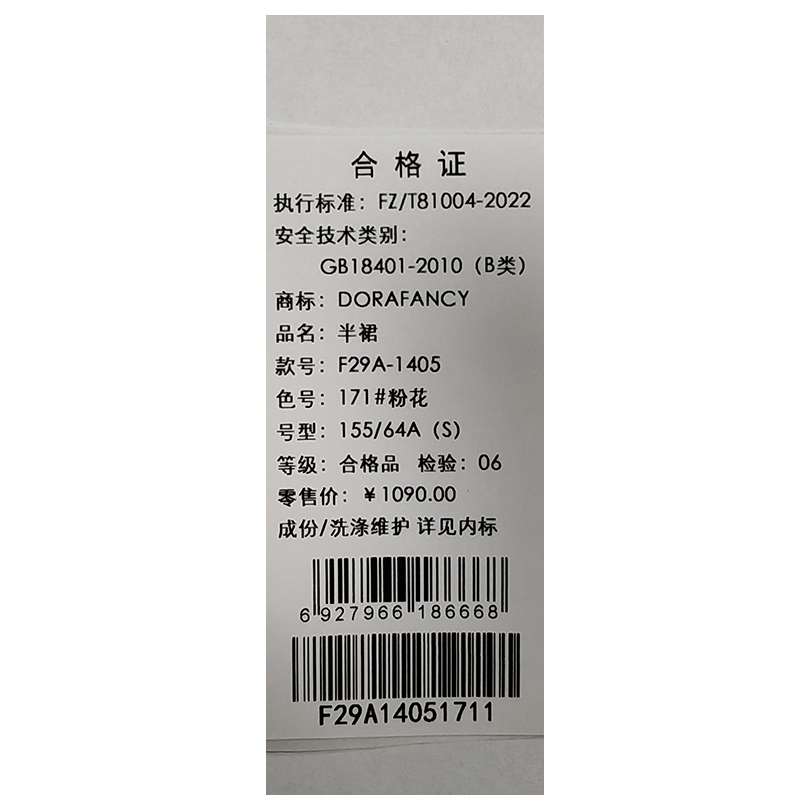 合格证
执行标准：FZ/T81004-2022
安全技术类别：
GB18401-2010（B类）
商标：DORAFANCY
品名：半裙
款号：F29A-1405
色号：171#粉花
号型：155/64A（S）
等级：合格品 检验：06
零售价：￥1090.00
成份/洗涤维护 详见内标
6 927966 186668
F29A14051711